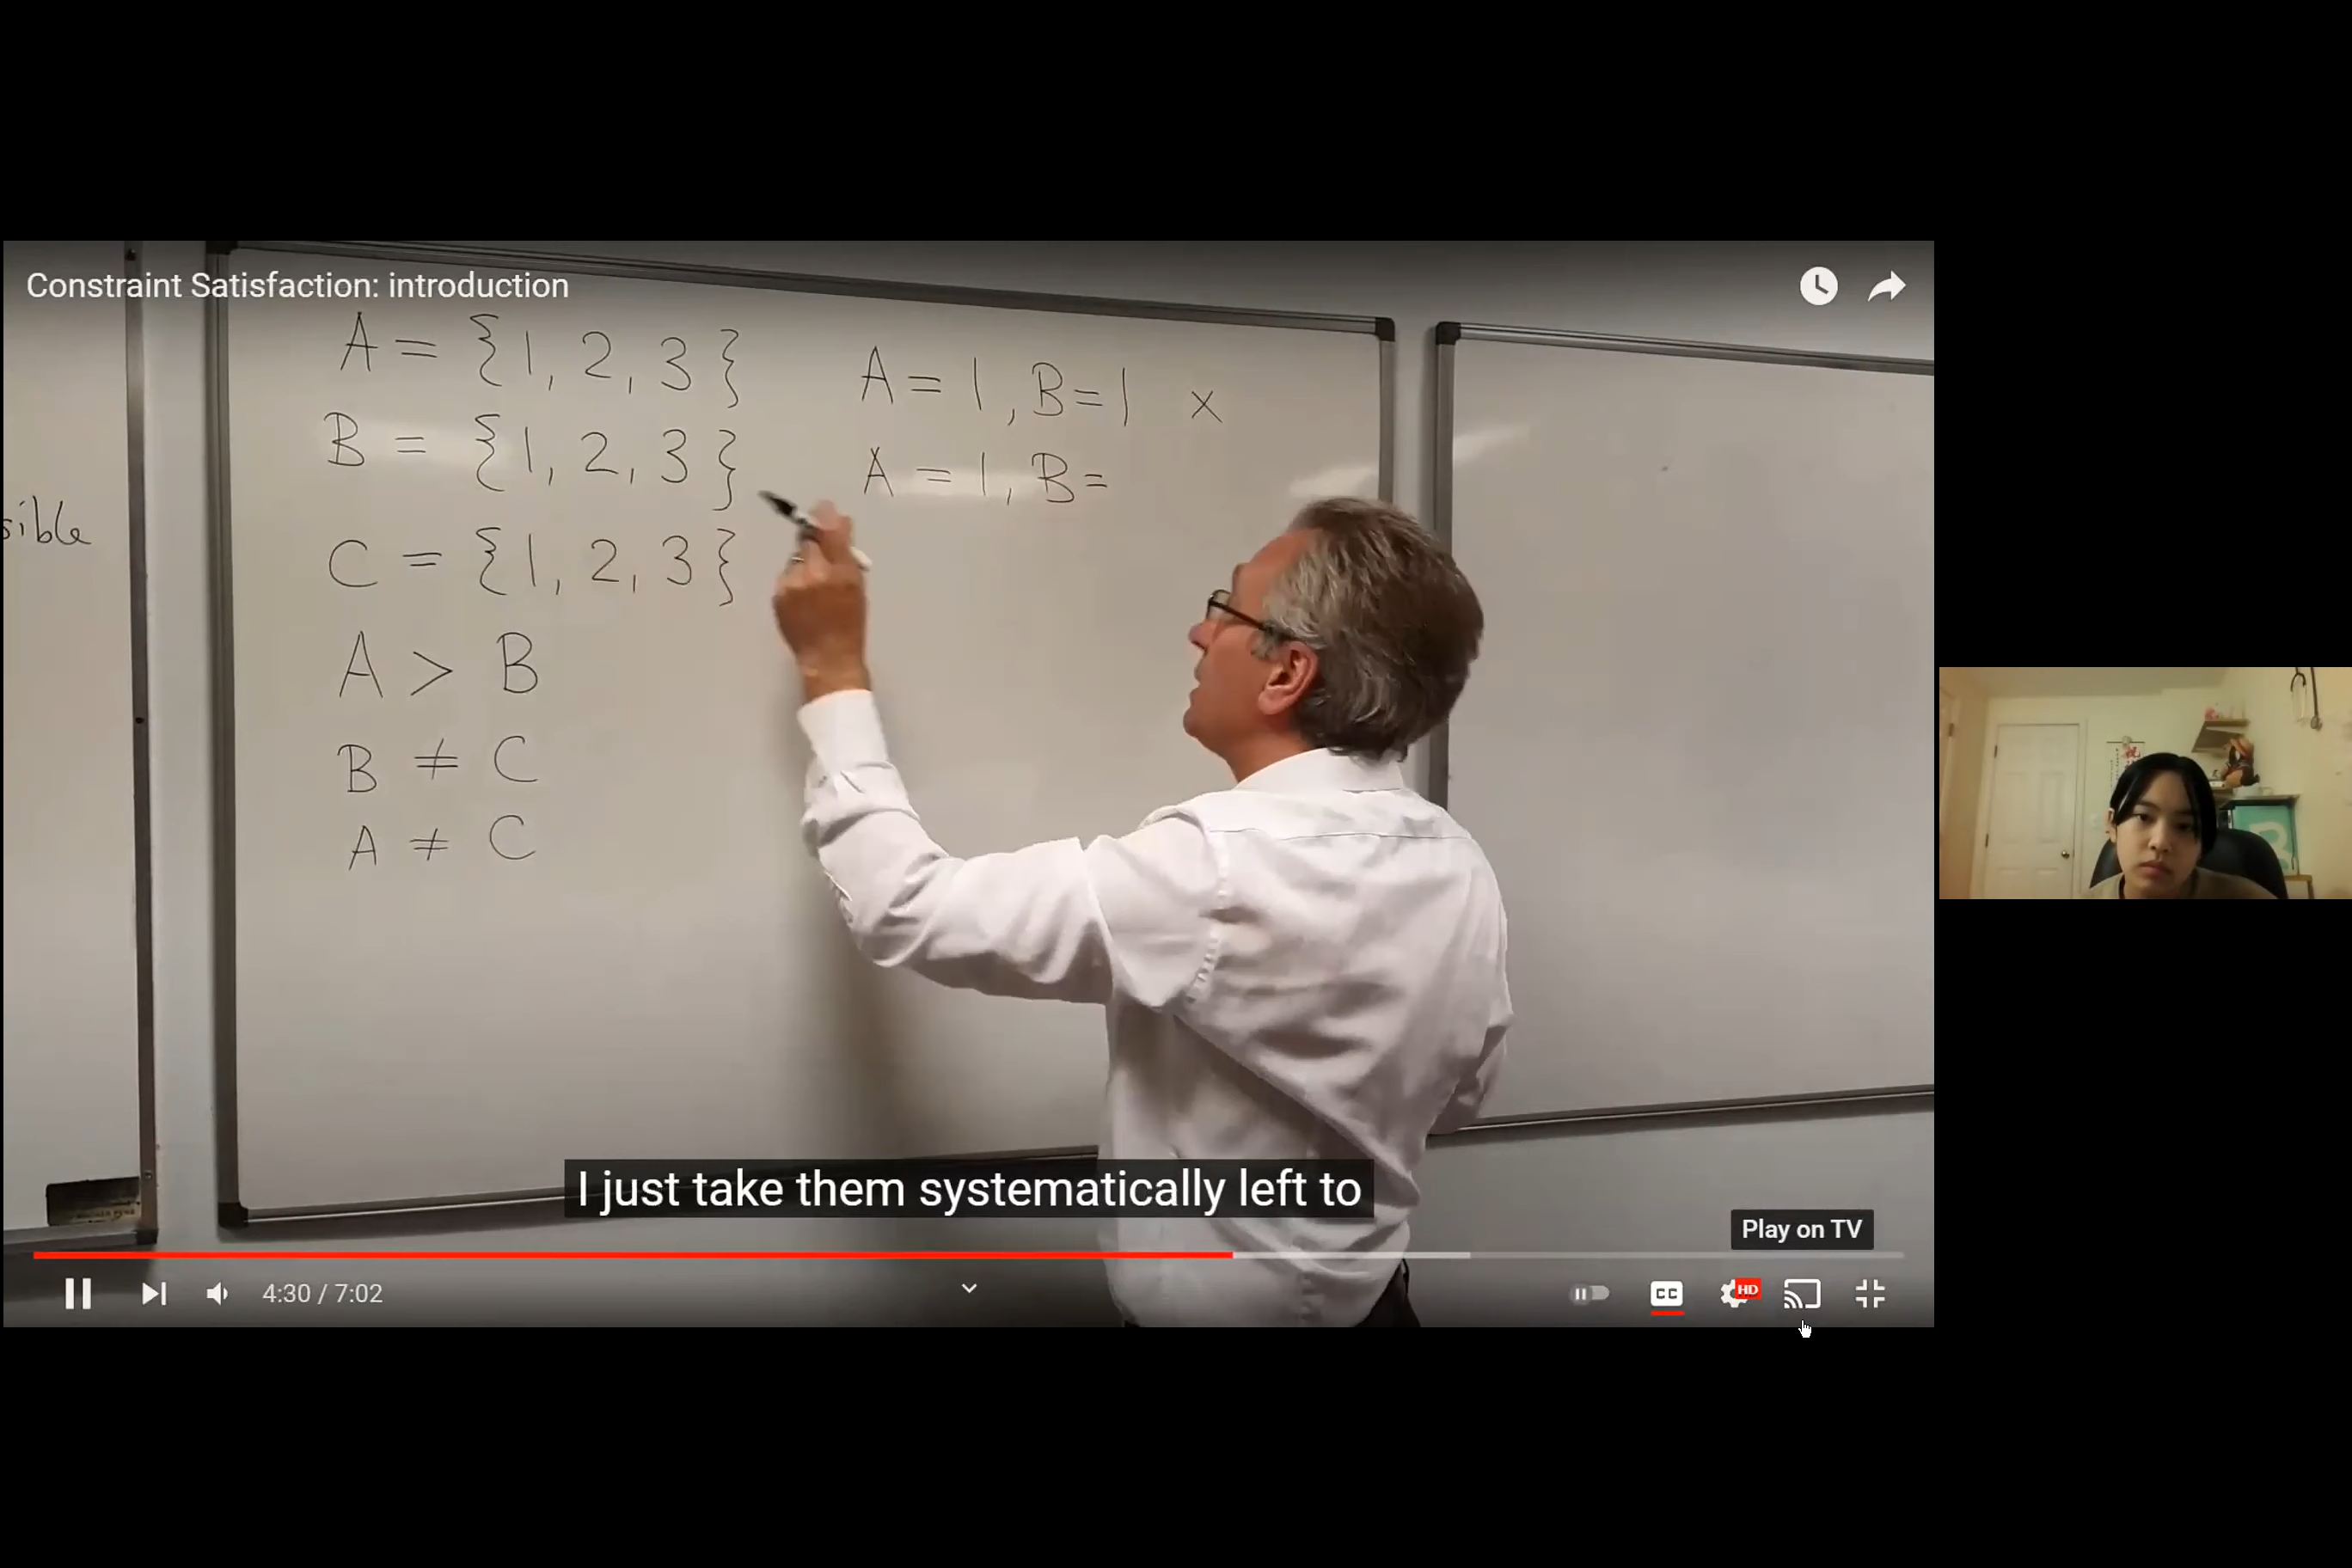 Constraint Satisfaction: introduction
A = {1, 2, 3}
B = {1, 2, 3}
C = {1, 2, 3}
A > B
B ≠ C
A ≠ C
A = 1, B=1 ×
A = 1, B=
sible
I just take them systematically left to
Play on TV
4:30 / 7:02
CC
HD